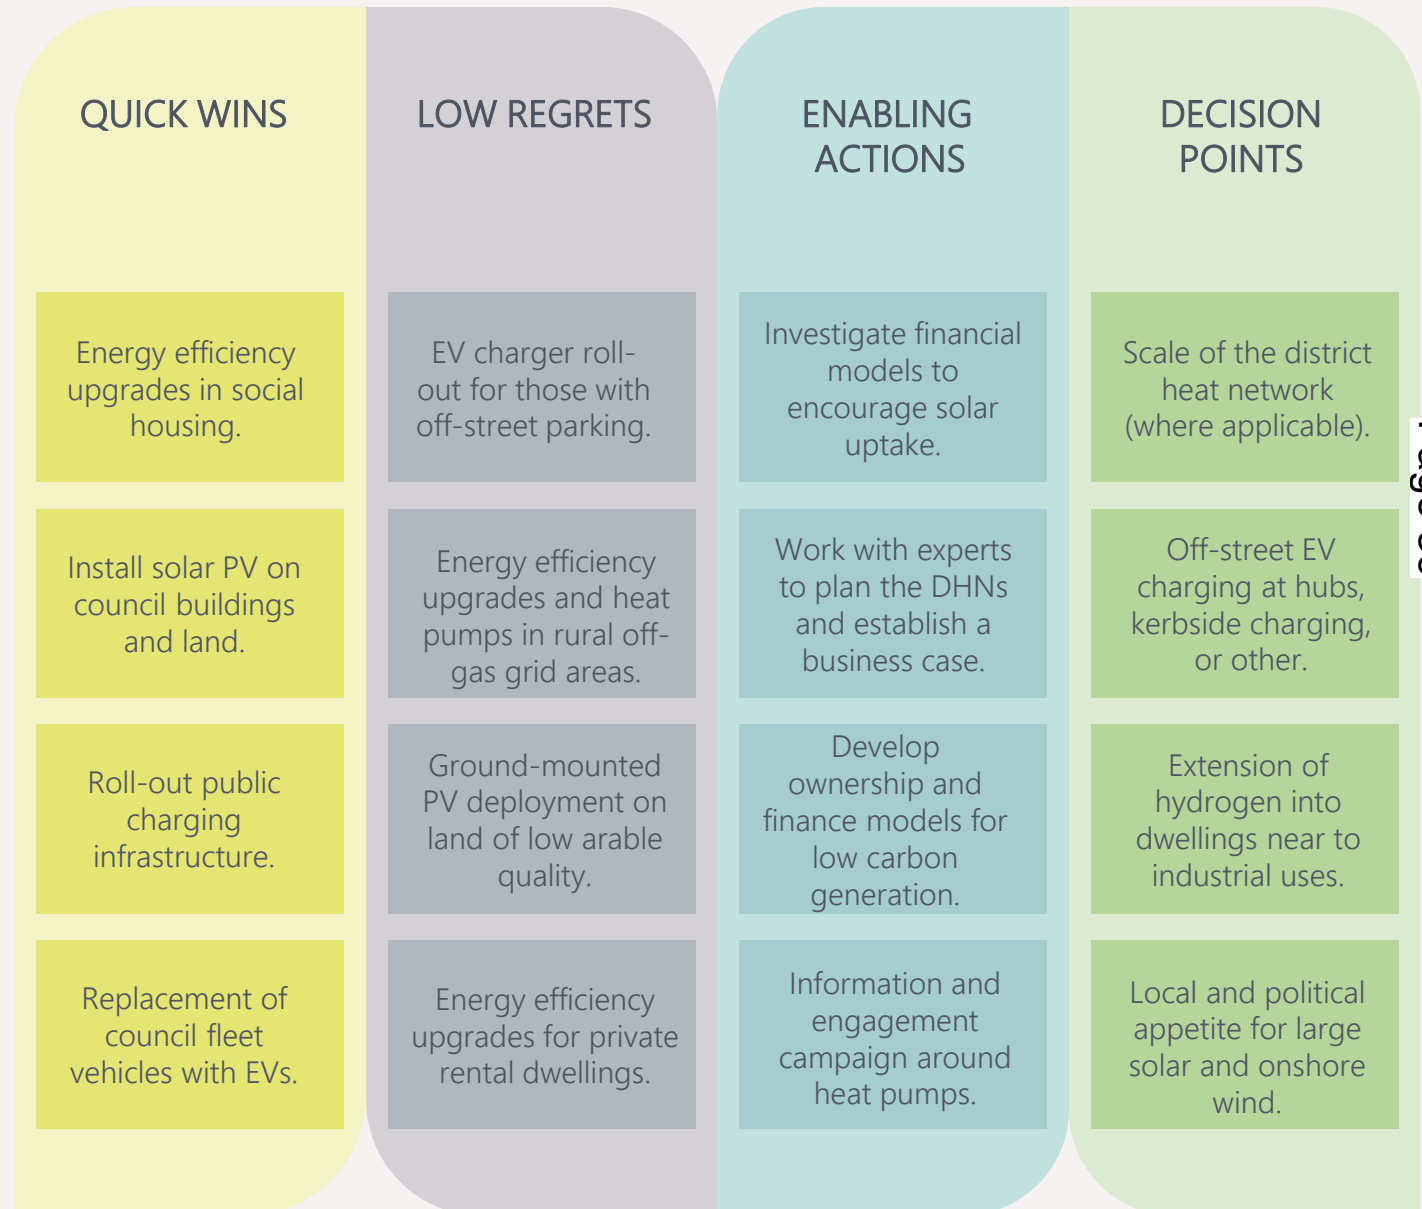 QUICK WINS
Energy efficiency
upgrades in social
housing.
Install solar PV on
council buildings
and land.
Roll-out public
charging
infrastructure.
Replacement of
council fleet
vehicles with EVs.
LOW REGRETS
EV charger roll-
out for those with
off-street parking.
Energy efficiency
upgrades and heat
pumps in rural off-
gas grid areas.
Ground-mounted
PV deployment on
land of low arable
quality.
Energy efficiency
upgrades for private
rental dwellings.
ENABLING
ACTIONS
Investigate financial
models to
encourage solar
uptake.
Work with experts
to plan the DHNs
and establish a
business case.
Develop
ownership and
finance models for
low carbon
generation.
Information and
engagement
campaign around
heat pumps.
DECISION
POINTS
Scale of the district
heat network
(where applicable).
Off-street EV
charging at hubs,
kerbside charging,
or other.
Extension of
hydrogen into
dwellings near to
industrial uses.
Local and political
appetite for large
solar and onshore
wind.